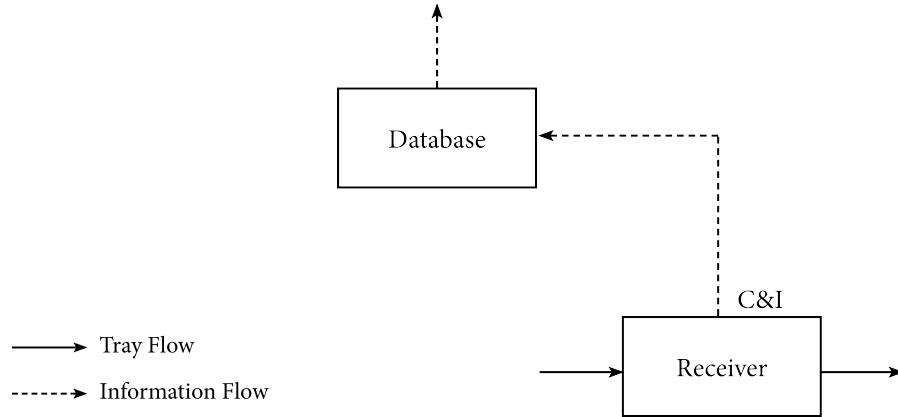 Database
C&I
Tray Flow
Receiver
Information Flow